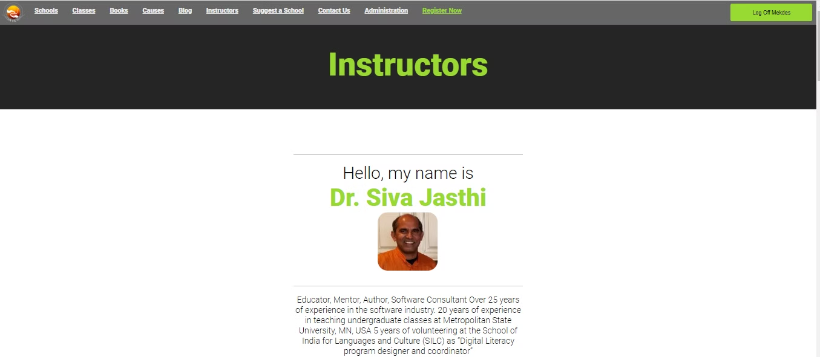 Schools Classes Books Causes Blog Instructors Suggest a School Contact Us Administration Register Now Log Off Mekdes
Instructors
Hello, my name is
Dr. Siva Jasthi
Educator, Mentor, Author, Software Consultant Over 25 years
of experience in the software industry. 20 years of experience
in teaching undergraduate classes at Metropolitan State
University, MN, USA 5 years of volunteering at the School of
India for Languages and Culture (SILC) as "Digital Literacy
program designer and coordinator"